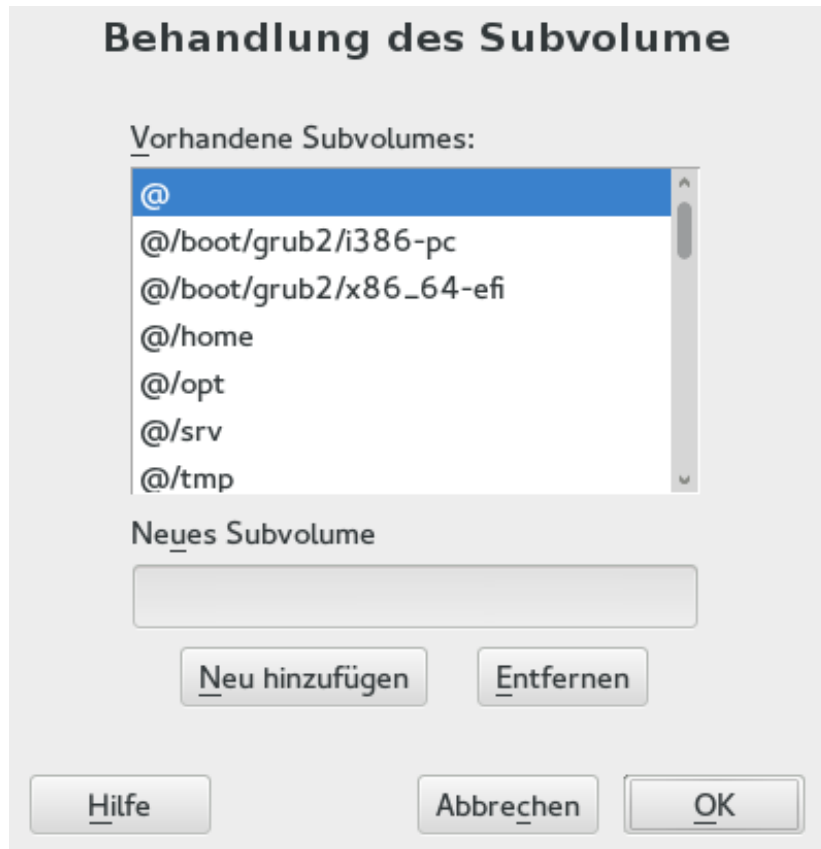 Behandlung des Subvolume
Vorhandene Subvolumes:
@
@/boot/grub2/i386-pc
@/boot/grub2/x86_64-efi
@/home
@/opt
@/srv
@/tmp
Neues Subvolume
Neu hinzufügen Entfernen
Hilfe Abbrechen OK